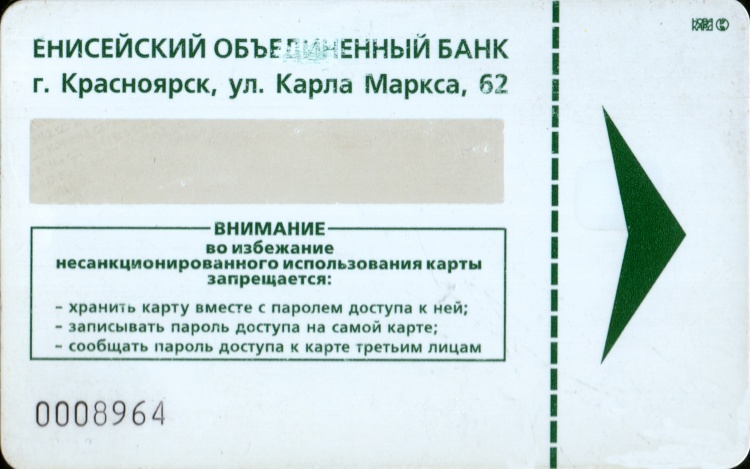 ЕНИСЕЙСКИЙ ОБЪЕДИНЕННЫЙ БАНК
г. Красноярск, ул. Карла Маркса, 62
ВНИМАНИЕ
во избежание
несанкционированного использования карты
запрещается:
– хранить карту вместе с паролем доступа к ней;
– записывать пароль доступа на самой карте;
– сообщать пароль доступа к карте третьим лицам
0008964